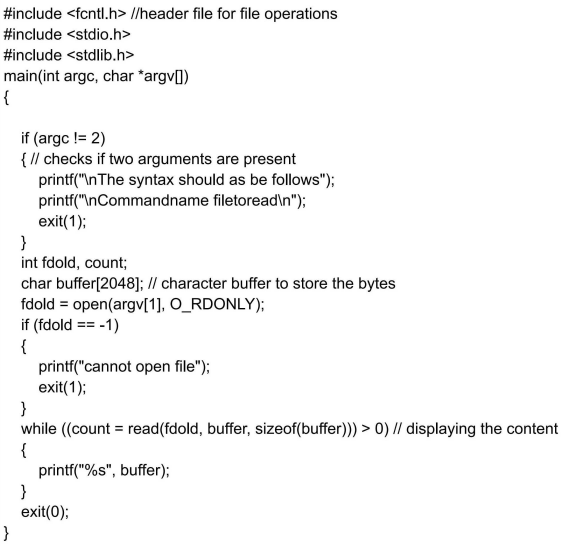 #include <fcntl.h> //header file for file operations
#include <stdio.h>
#include <stdlib.h>
main(int argc, char *argv[])
{
if (argc != 2)
{ // checks if two arguments are present
printf("\nThe syntax should as be follows");
printf("\nCommandname filetoread\n");
exit(1);
}
int fdold, count;
char buffer[2048]; // character buffer to store the bytes
fdold = open(argv[1], O_RDONLY);
if (fdold == -1)
{
printf("cannot open file");
exit(1);
}
while ((count = read(fdold, buffer, sizeof(buffer))) > 0) // displaying the content
{
printf("%s", buffer);
}
exit(0);
}